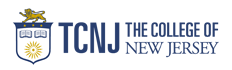 TCNJ THE COLLEGE OF
NEW JERSEY